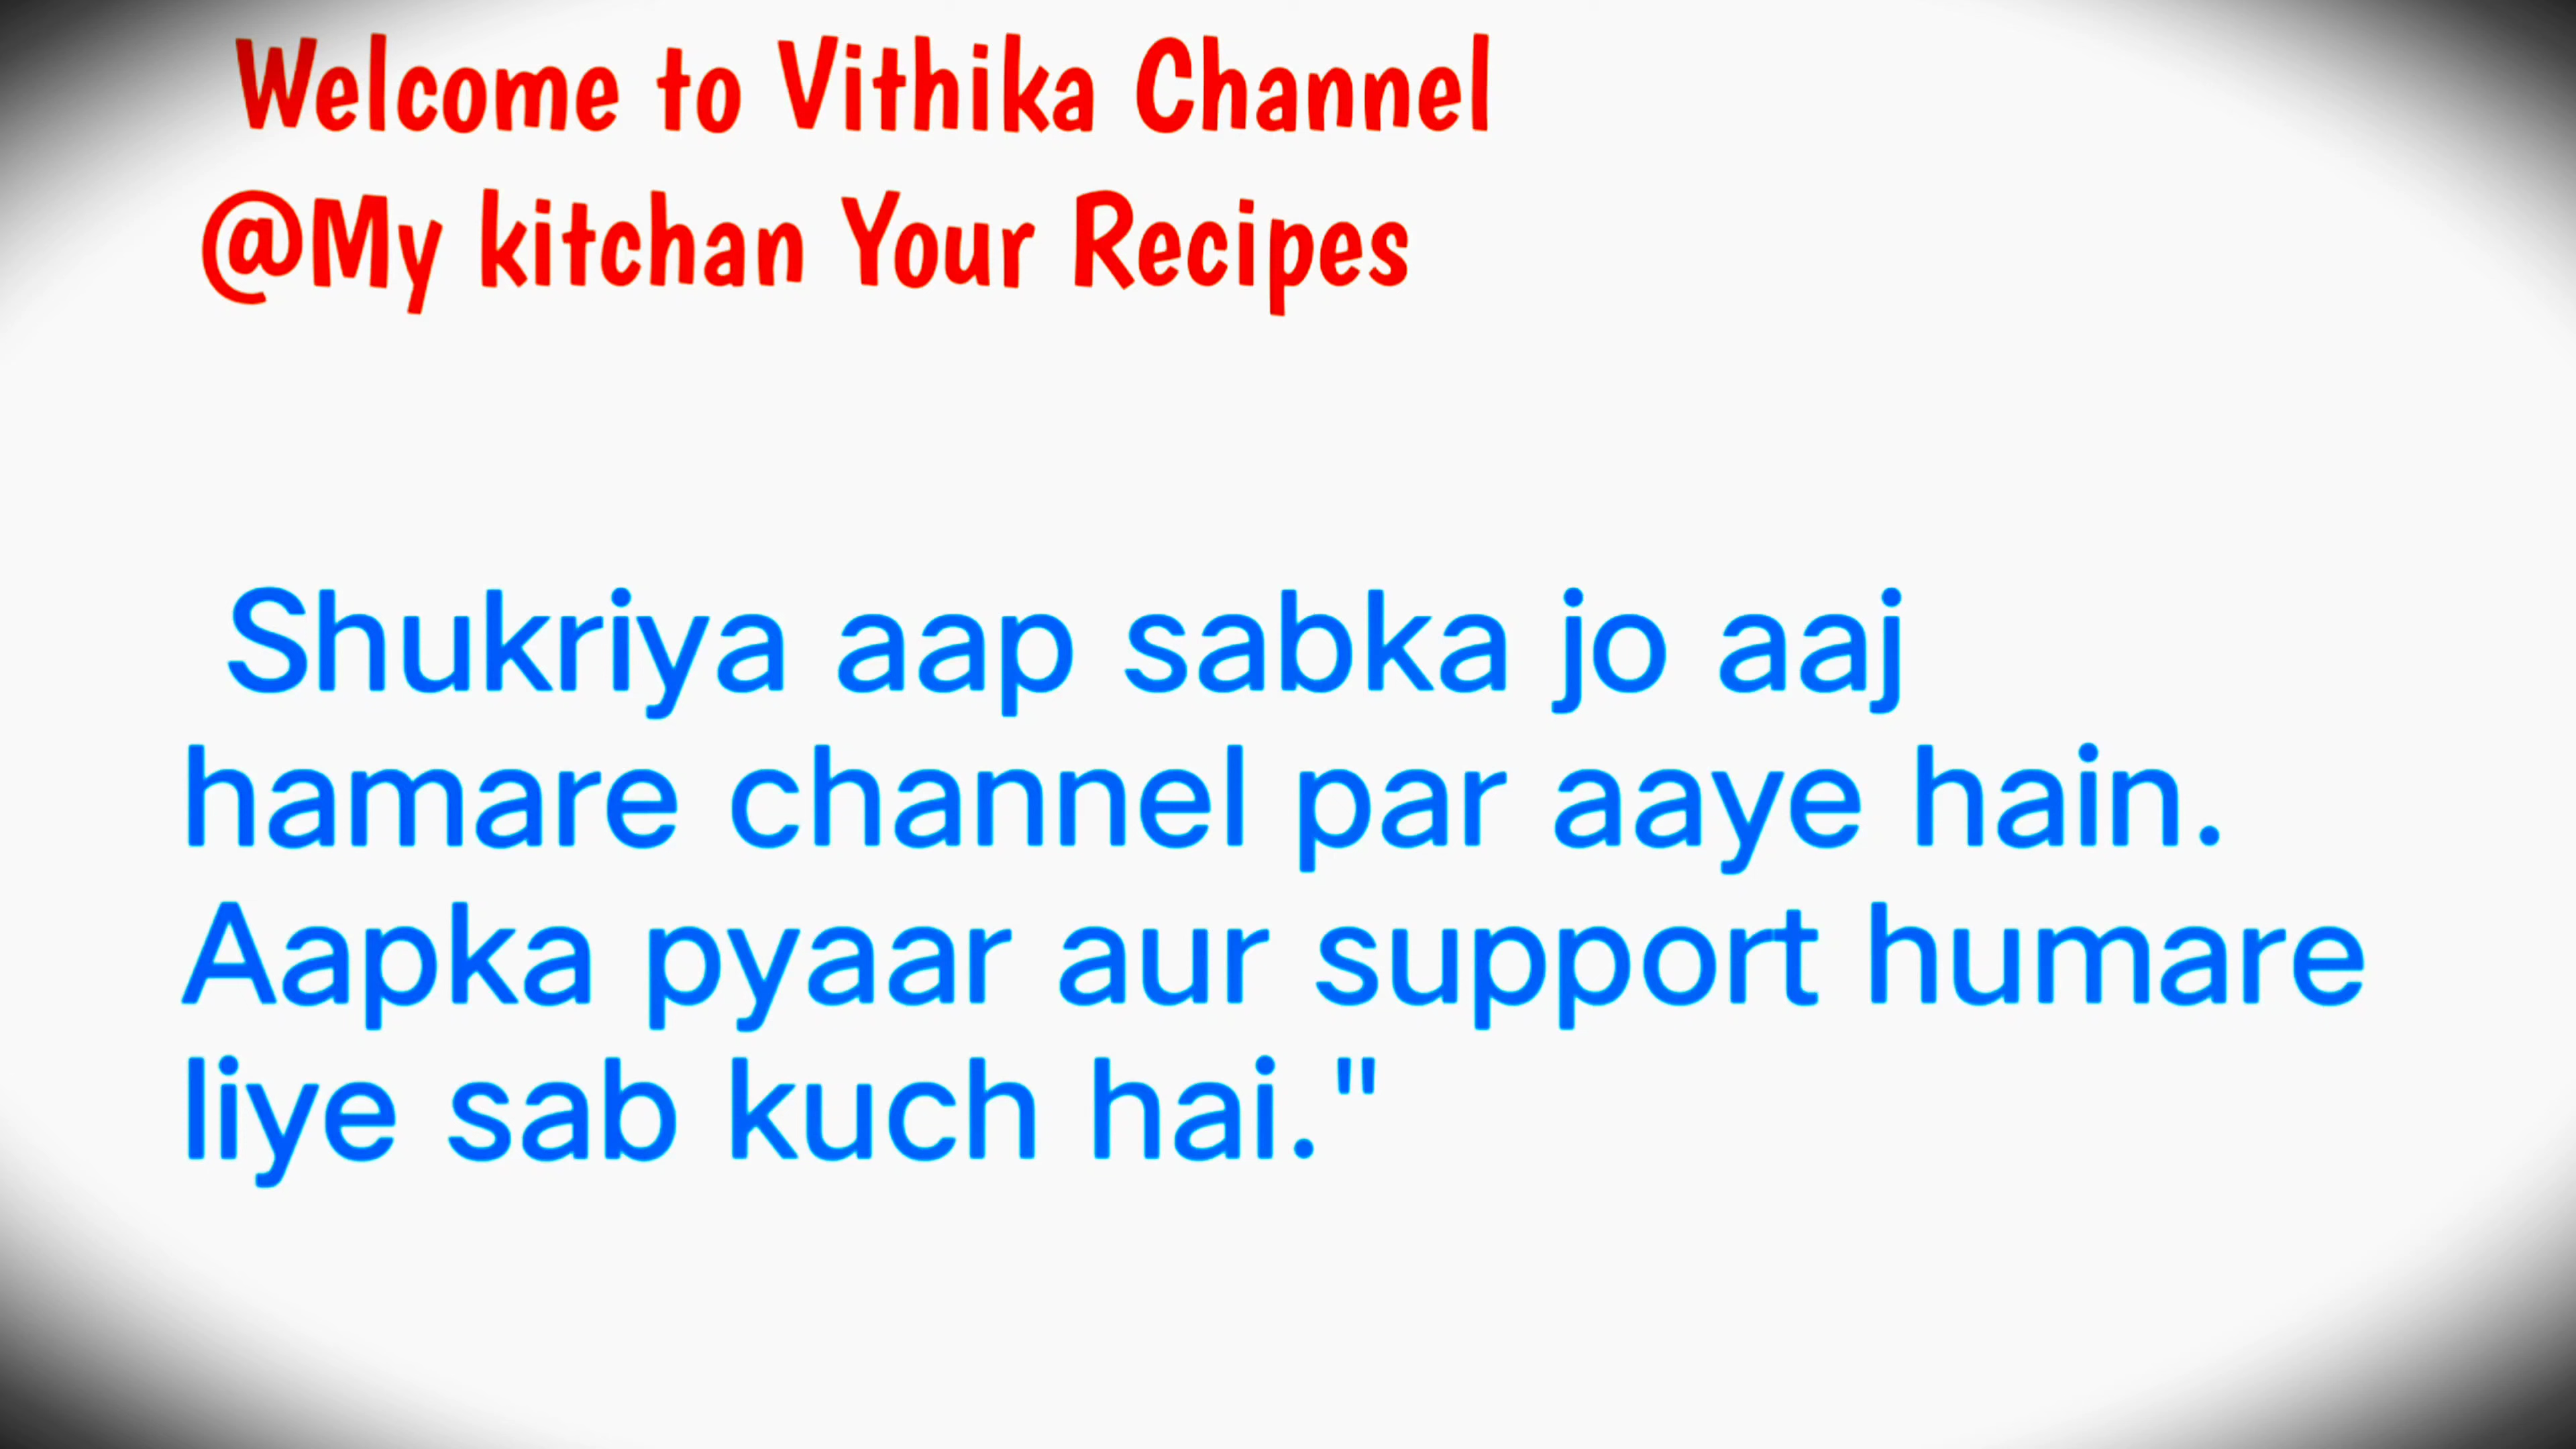 Welcome to Vithika Channel
@My kitchan Your Recipes
Shukriya aap sabka jo aaj
hamare channel par aaye hain.
Aapka pyaar aur support humare
liye sab kuch hai."